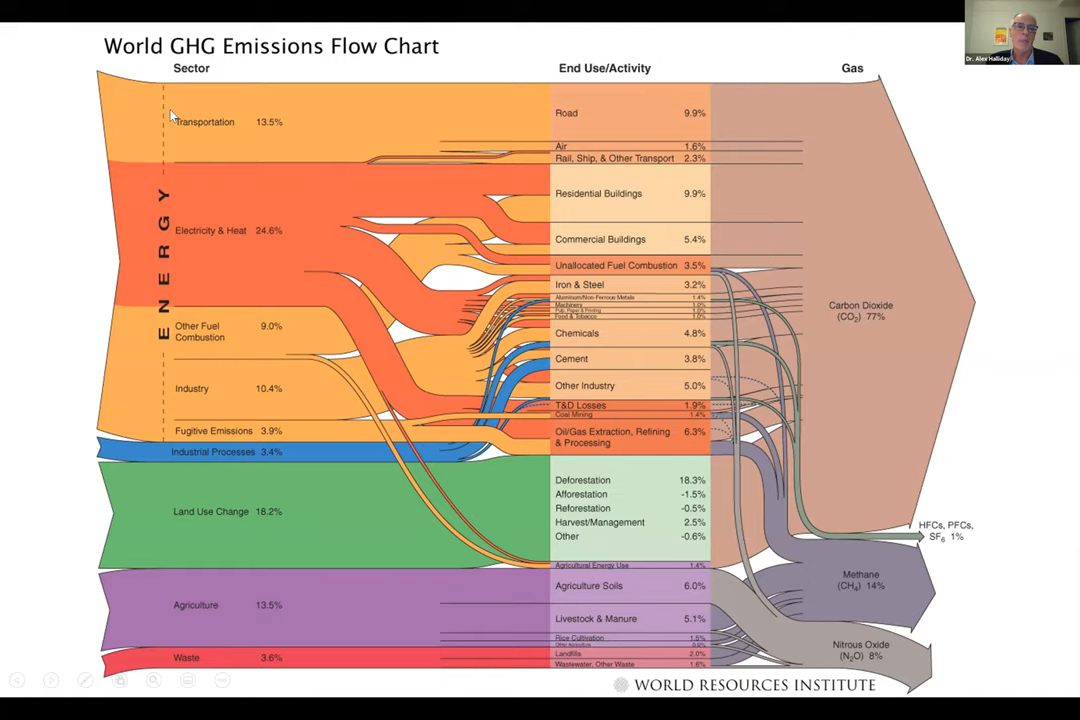 World GHG Emissions Flow Chart
Dr. Alex Halliday
Sector
End Use/Activity
Gas
ENERGY
Transportation 13.5%
Electricity & Heat 24.6%
Other Fuel
Combustion 9.0%
Industry 10.4%
Fugitive Emissions 3.9%
Industrial Processes 3.4%
Land Use Change 18.2%
Agriculture 13.5%
Waste 3.6%
Road 9.9%
Air 1.6%
Rail, Ship, & Other Transport 2.3%
Residential Buildings 9.9%
Commercial Buildings 5.4%
Unallocated Fuel Combustion 3.5%
Iron & Steel 3.2%
Aluminum/Non-Ferrous Metals 1.4%
Machinery 1.0%
Pulp, Paper & Printing 1.0%
Food & Tobacco 1.0%
Chemicals 4.8%
Cement 3.8%
Other Industry 5.0%
T&D Losses 1.9%
Coal Mining 1.4%
Oil/Gas Extraction, Refining
& Processing 6.3%
Deforestation 18.3%
Afforestation -1.5%
Reforestation -0.5%
Harvest/Management 2.5%
Other -0.6%
Agricultural Energy Use 1.4%
Agriculture Soils 6.0%
Livestock & Manure 5.1%
Rice Cultivation 1.5%
Other Agriculture
Landfills 2.0%
Wastewater, Other Waste 1.6%
Carbon Dioxide
(CO₂) 77%
HFCs, PFCs,
SF₆ 1%
Methane
(CH₄) 14%
Nitrous Oxide
(N₂O) 8%
WORLD RESOURCES INSTITUTE